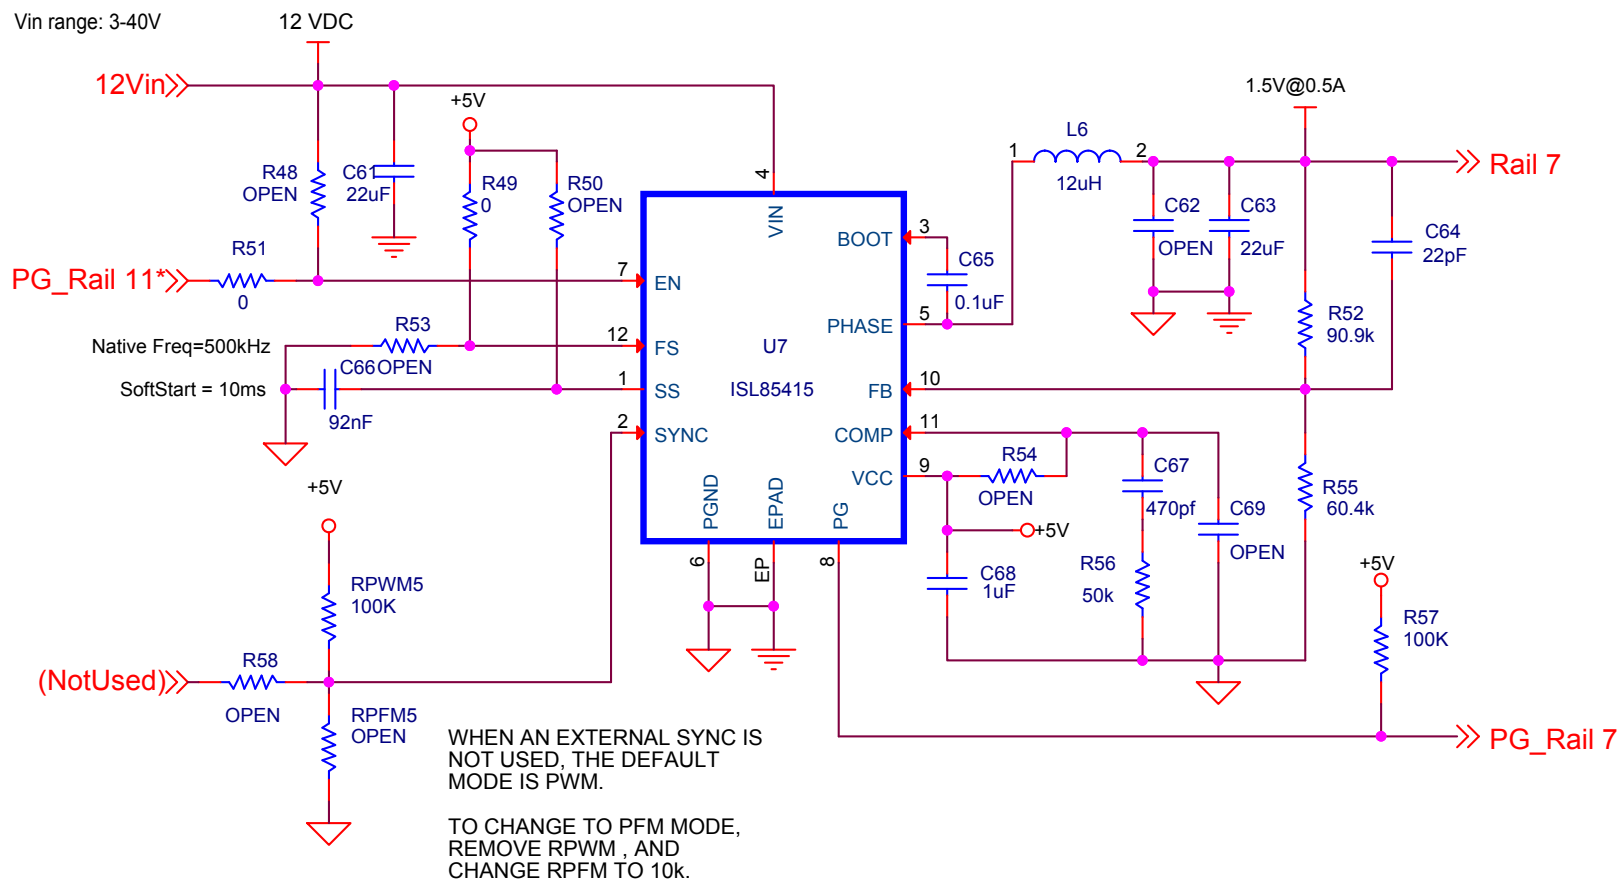 Vin range: 3-40V
12 VDC
12Vin
+5V
1.5V@0.5A
L6
1
2
12uH
Rail 7
R48
OPEN
C61
22uF
R49
0
R50
OPEN
4
VIN
BOOT
3
C62
OPEN
C63
22uF
C64
22pF
R51
0
PG_Rail 11*
7
EN
C65
0.1uF
PHASE
5
R52
90.9k
Native Freq=500kHz
R53
OPEN
12
FS
U7
SoftStart = 10ms
C66
92nF
1
SS
ISL85415
FB
10
2
SYNC
COMP
11
VCC
9
R54
OPEN
C67
470pf
C69
OPEN
R55
60.4k
PGND
EPAD
PG
6
EP
8
+5V
C68
1uF
R56
50k
+5V
RPWM5
100K
+5V
R57
100K
(NotUsed)
R58
OPEN
RPFM5
OPEN
PG_Rail 7
WHEN AN EXTERNAL SYNC IS
NOT USED, THE DEFAULT
MODE IS PWM.
TO CHANGE TO PFM MODE,
REMOVE RPWM , AND
CHANGE RPFM TO 10k.